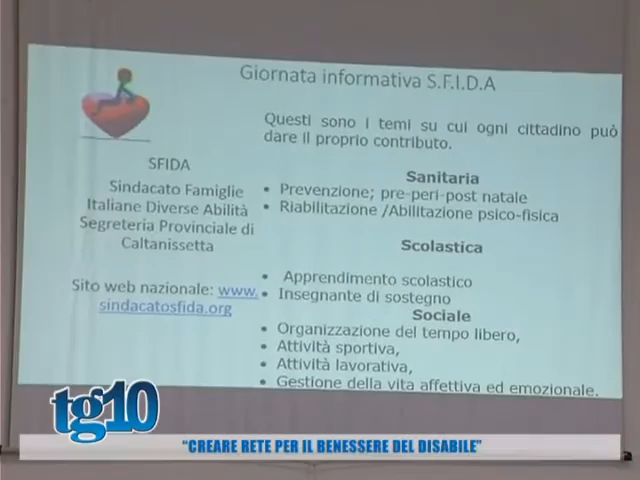 Giornata informativa S.F.I.D.A
SFIDA
Sindacato Famiglie
Italiane Diverse Abilità
Segreteria Provinciale di
Caltanissetta
Sito web nazionale: www.
sindacatosfida.org
Questi sono i temi su cui ogni cittadino può
dare il proprio contributo.
Sanitaria
• Prevenzione; pre-peri-post natale
• Riabilitazione /Abilitazione psico-fisica
Scolastica
• Apprendimento scolastico
• Insegnante di sostegno
Sociale
• Organizzazione del tempo libero,
• Attività sportiva,
• Attività lavorativa,
• Gestione della vita affettiva ed emozionale.
tg10
“CREARE RETE PER IL BENESSERE DEL DISABILE”